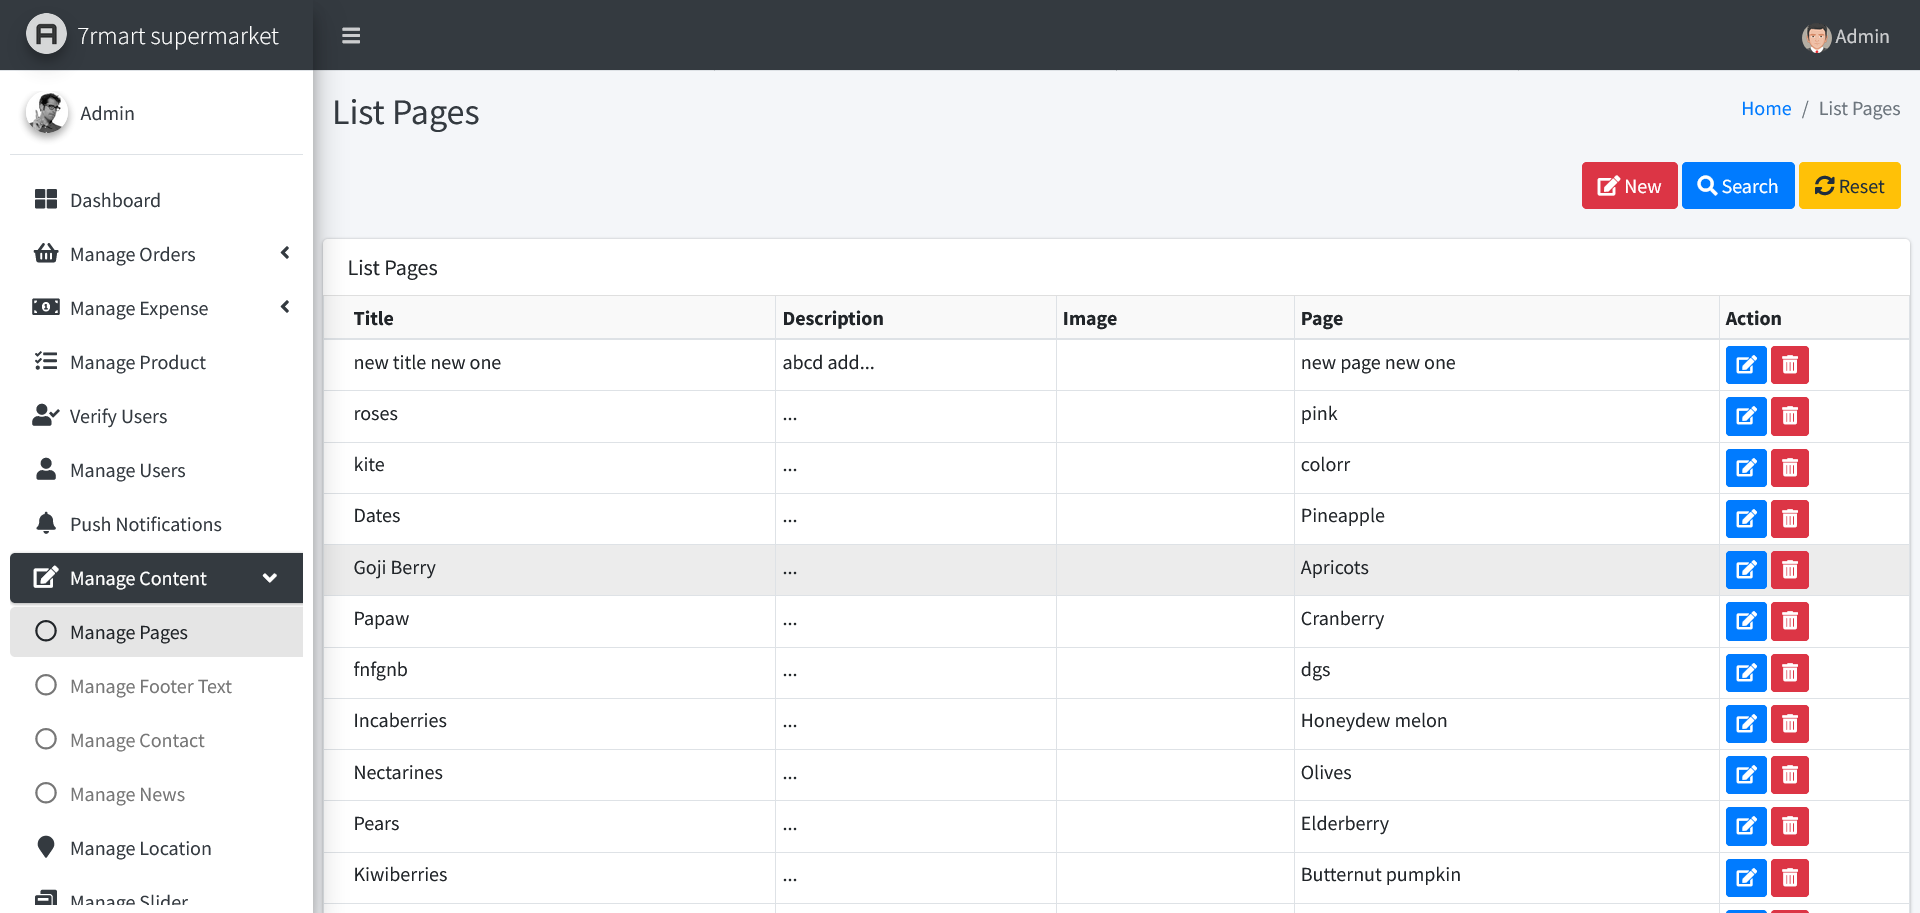 7rmart supermarket
Admin
Admin
Dashboard
Manage Orders
Manage Expense
Manage Product
Verify Users
Manage Users
Push Notifications
Manage Content
Manage Pages
Manage Footer Text
Manage Contact
Manage News
Manage Location
Manage Slider
List Pages
Home / List Pages
New Search Reset
List Pages
Title Description Image Page Action
new title new one abcd add... new page new one
roses ... pink
kite ... colorr
Dates ... Pineapple
Goji Berry ... Apricots
Papaw ... Cranberry
fnfgnb ... dgs
Incaberries ... Honeydew melon
Nectarines ... Olives
Pears ... Elderberry
Kiwiberries ... Butternut pumpkin